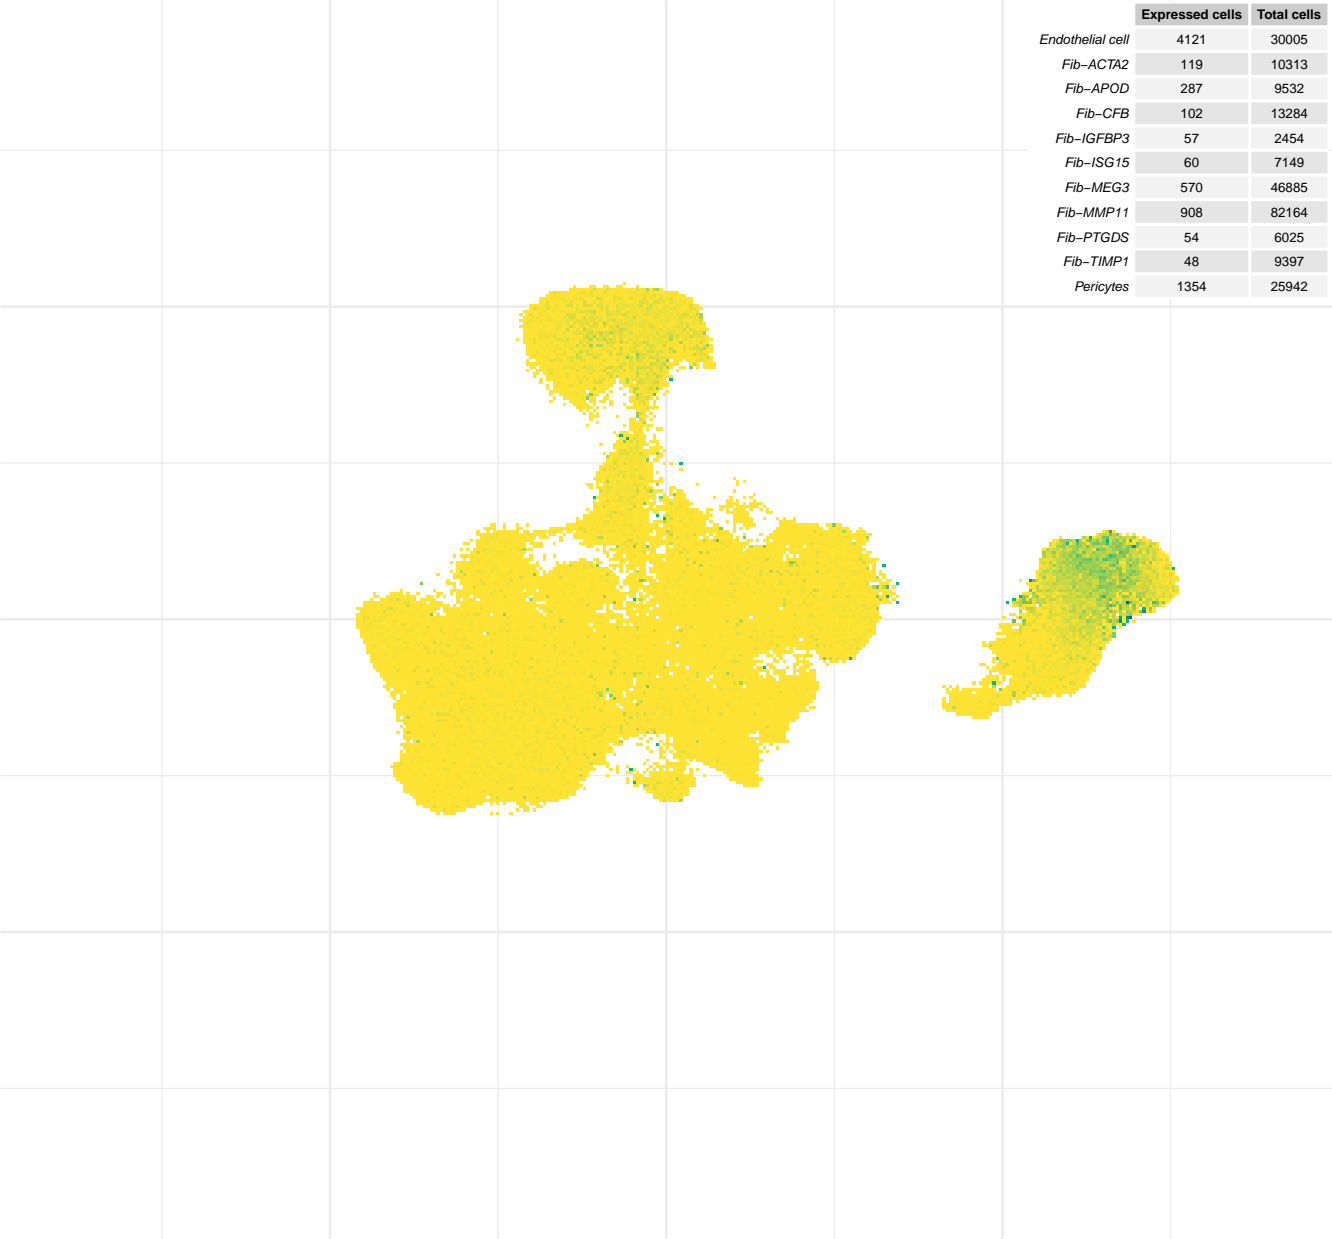 Expressed cells Total cells
Endothelial cell 4121 30005
Fib−ACTA2 119 10313
Fib−APOD 287 9532
Fib−CFB 102 13284
Fib−IGFBP3 57 2454
Fib−ISG15 60 7149
Fib−MEG3 570 46885
Fib−MMP11 908 82164
Fib−PTGDS 54 6025
Fib−TIMP1 48 9397
Pericytes 1354 25942